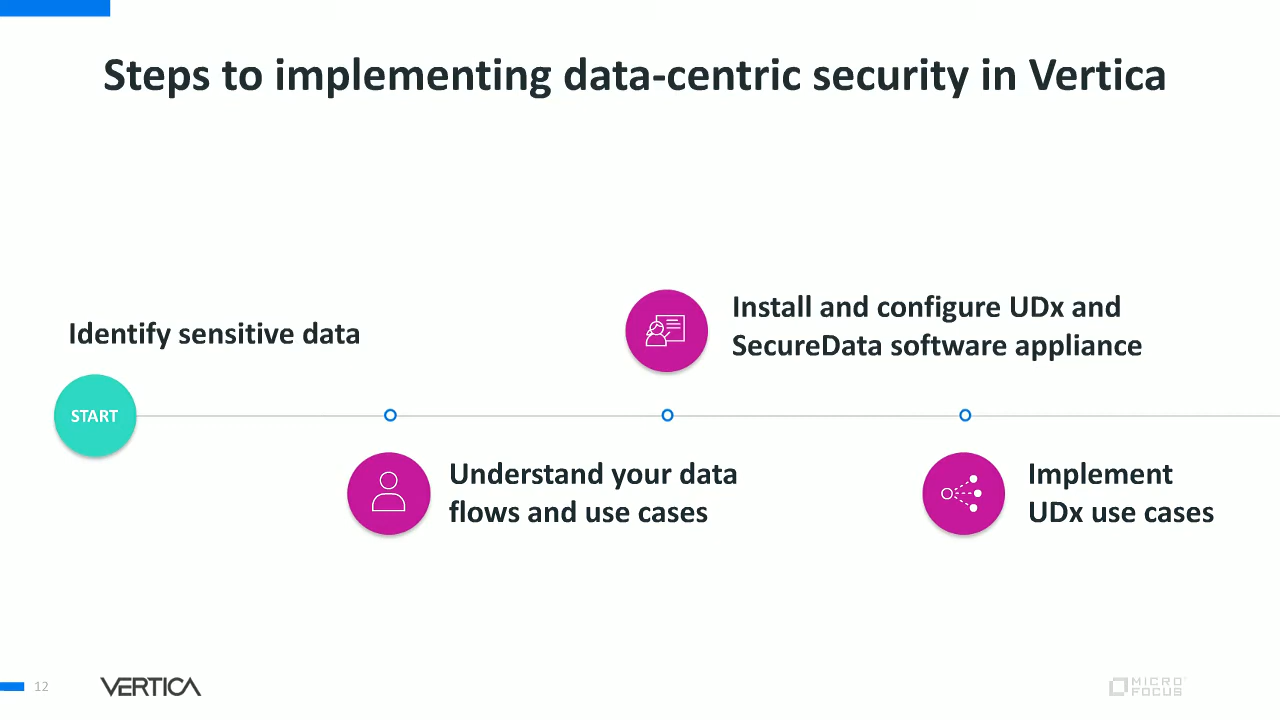 Steps to implementing data-centric security in Vertica
Identify sensitive data
START
Understand your data
flows and use cases
Install and configure UDx and
SecureData software appliance
Implement
UDx use cases
12
VERTICA
MICRO
FOCUS